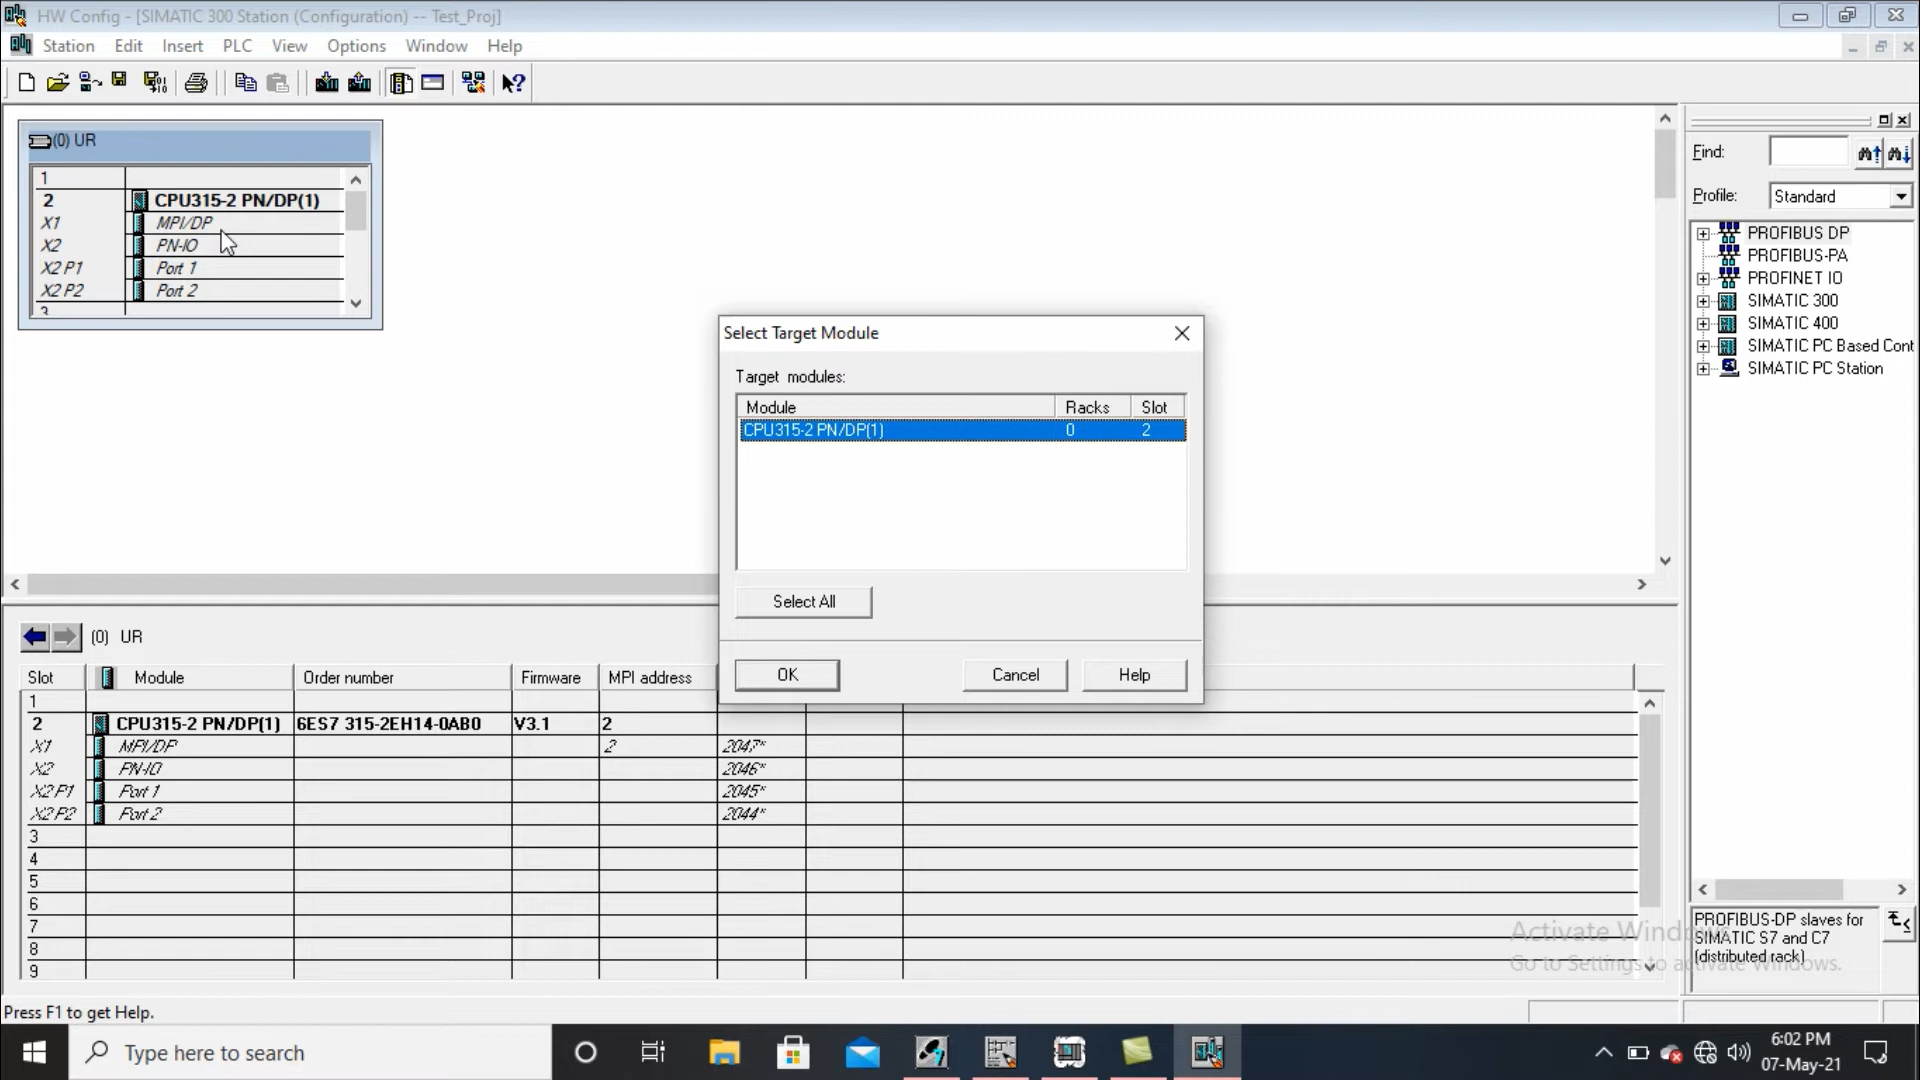 HW Config - [SIMATIC 300 Station (Configuration) -- Test_Proj]
Station Edit Insert PLC View Options Window Help
(0) UR
1
2 CPU315-2 PN/DP(1)
X1 MPI/DP
X2 PN-IO
X2 P1 Port 1
X2 P2 Port 2
3
Find:
Profile: Standard
PROFIBUS DP
PROFIBUS-PA
PROFINET IO
SIMATIC 300
SIMATIC 400
SIMATIC PC Based Cont
SIMATIC PC Station
Select Target Module
Target modules:
Module Racks Slot
CPU315-2 PN/DP(1) 0 2
Select All
OK Cancel Help
(0) UR
Slot Module Order number Firmware MPI address
1
2 CPU315-2 PN/DP(1) 6ES7 315-2EH14-0AB0 V3.1 2
X1 MPI/DP 2 2047*
X2 PN-IO 2046*
X2 P1 Port 1 2045*
X2 P2 Port 2 2044*
3
4
5
6
7
8
9
PROFIBUS-DP slaves for
SIMATIC S7 and C7
(distributed rack)
Activate Windows
Go to Settings to activate Windows.
Press F1 to get Help.
Type here to search
6:02 PM
07-May-21